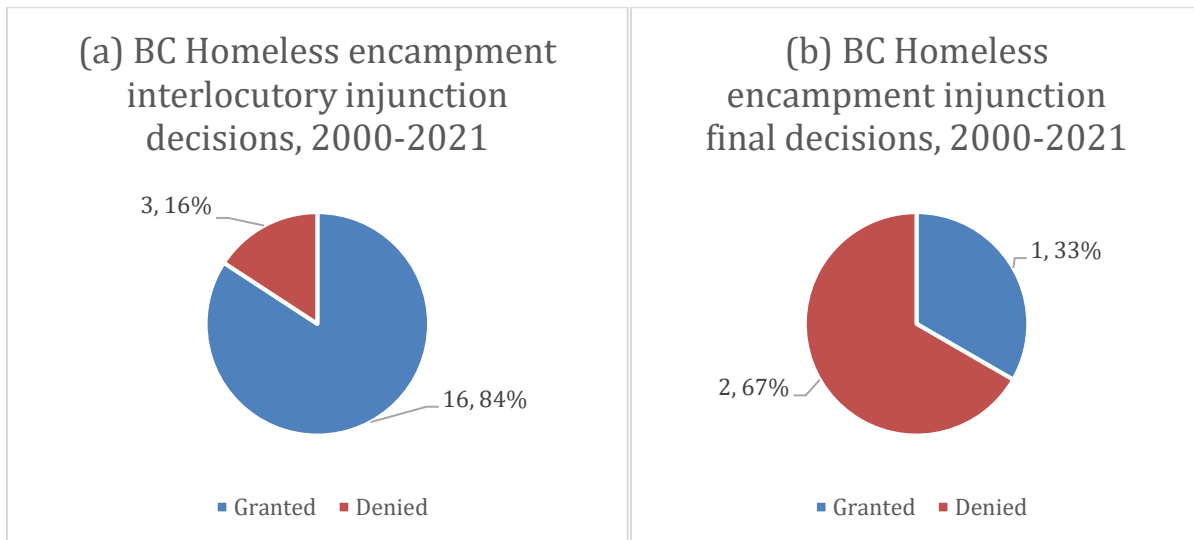 (a) BC Homeless encampment
interlocutory injunction
decisions, 2000-2021
3, 16%
16, 84%
Granted Denied
(b) BC Homeless
encampment injunction
final decisions, 2000-2021
1, 33%
2, 67%
Granted Denied